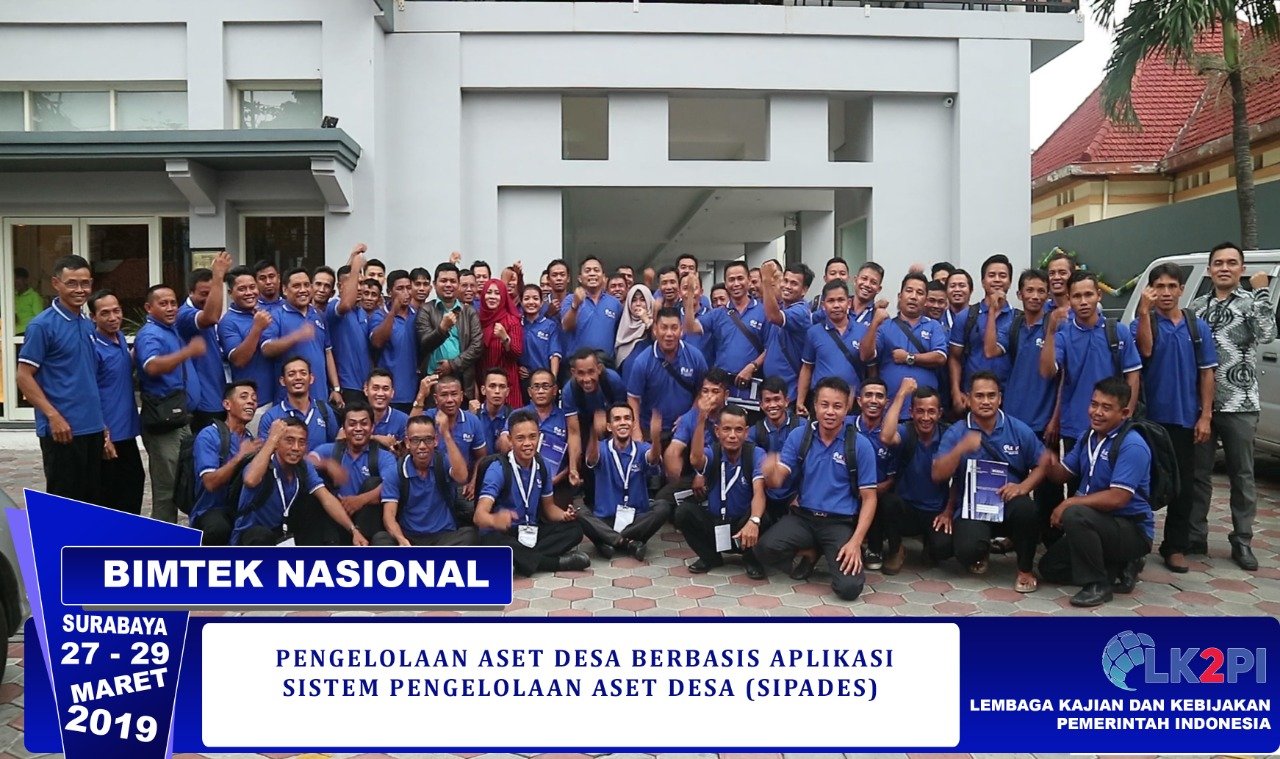 BIMTEK NASIONAL
SURABAYA
27 - 29
MARET
2019
PENGELOLAAN ASET DESA BERBASIS APLIKASI
SISTEM PENGELOLAAN ASET DESA (SIPADES)
LK2PI
LEMBAGA KAJIAN DAN KEBIJAKAN
PEMERINTAH INDONESIA